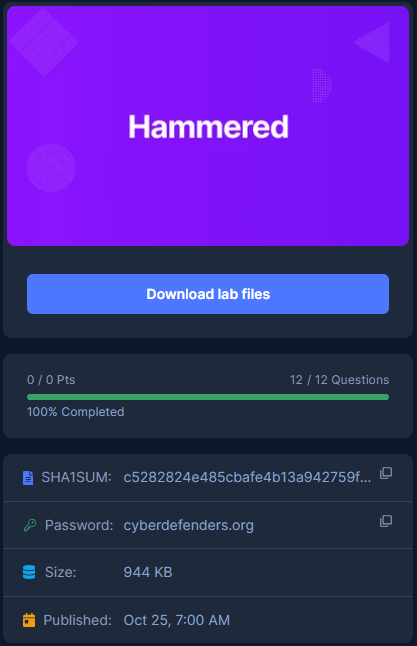 Hammered
Download lab files
0 / 0 Pts 12 / 12 Questions
100% Completed
SHA1SUM: c5282824e485cbafe4b13a942759f...
Password: cyberdefenders.org
Size: 944 KB
Published: Oct 25, 7:00 AM